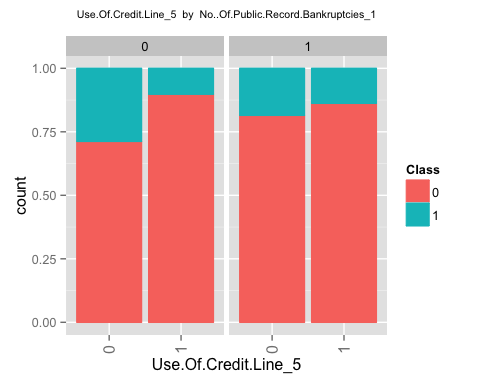 Use.Of.Credit.Line_5 by No..Of.Public.Record.Bankruptcies_1
0 1
1.00
0.75
0.50
0.25
0.00
count
0 1 0 1
Use.Of.Credit.Line_5
Class
0
1